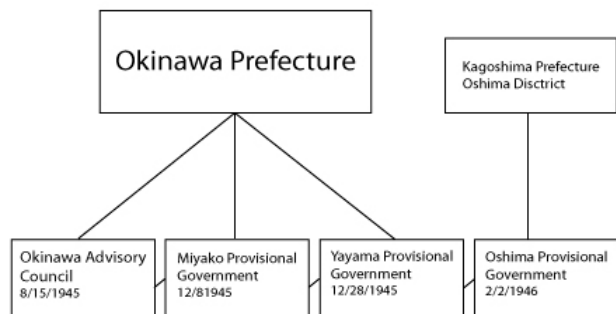 Okinawa Prefecture
Kagoshima Prefecture
Oshima Disctrict
Okinawa Advisory
Council
8/15/1945
Miyako Provisional
Government
12/81945
Yayama Provisional
Government
12/28/1945
Oshima Provisional
Government
2/2/1946